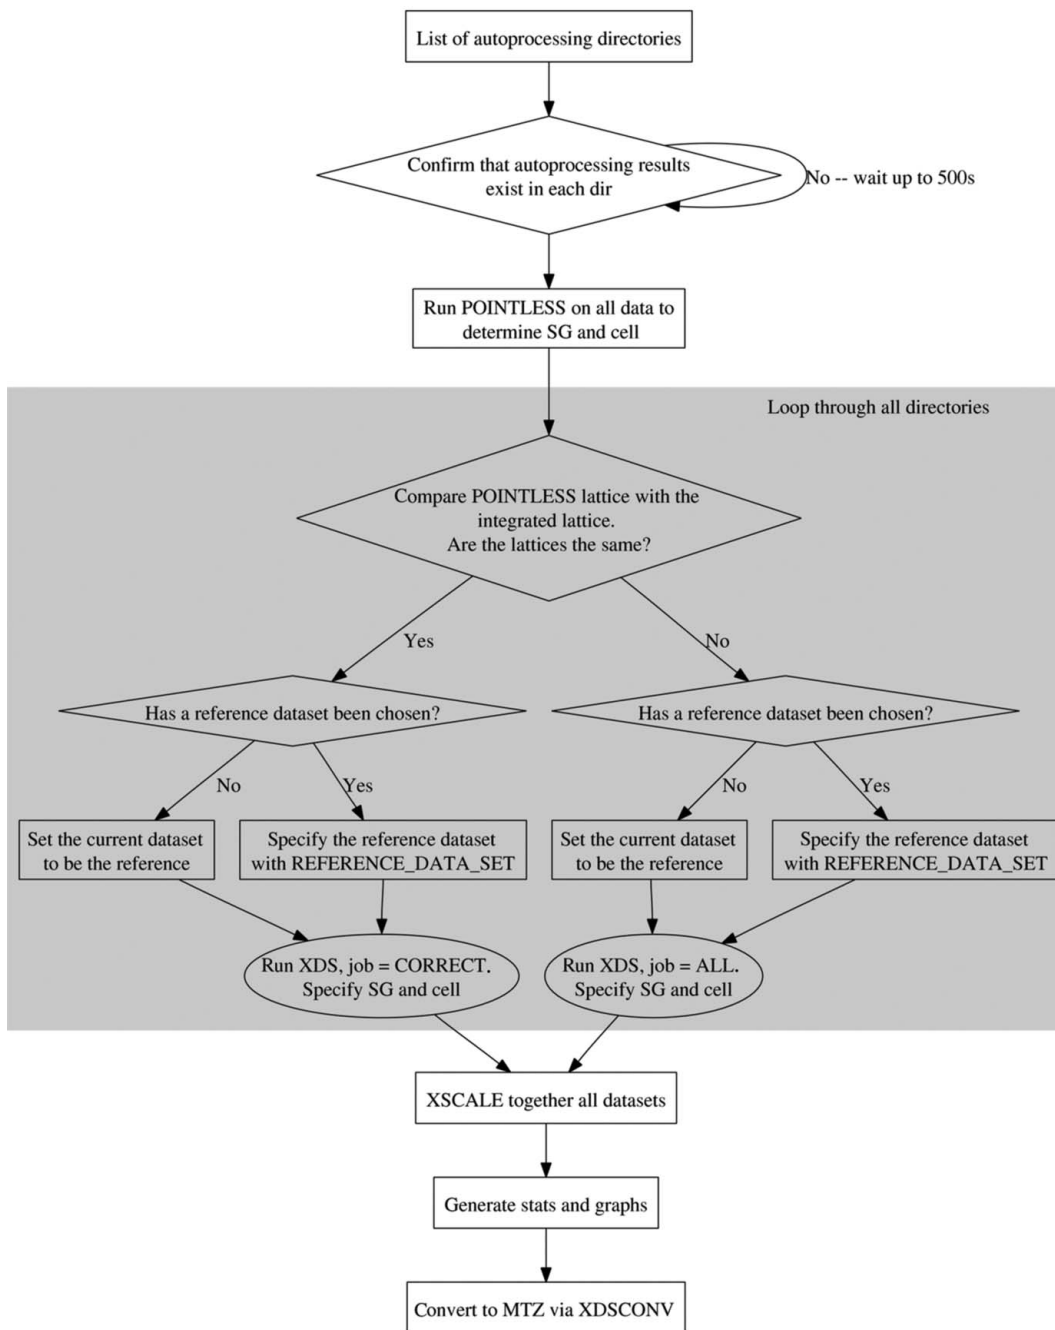 List of autoprocessing directories
Confirm that autoprocessing results
exist in each dir
No -- wait up to 500s
Run POINTLESS on all data to
determine SG and cell
Loop through all directories
Compare POINTLESS lattice with the
integrated lattice.
Are the lattices the same?
Yes
No
Has a reference dataset been chosen?
Has a reference dataset been chosen?
No
Yes
No
Yes
Set the current dataset
to be the reference
Specify the reference dataset
with REFERENCE_DATA_SET
Set the current dataset
to be the reference
Specify the reference dataset
with REFERENCE_DATA_SET
Run XDS, job = CORRECT.
Specify SG and cell
Run XDS, job = ALL.
Specify SG and cell
XSCALE together all datasets
Generate stats and graphs
Convert to MTZ via XDSCONV